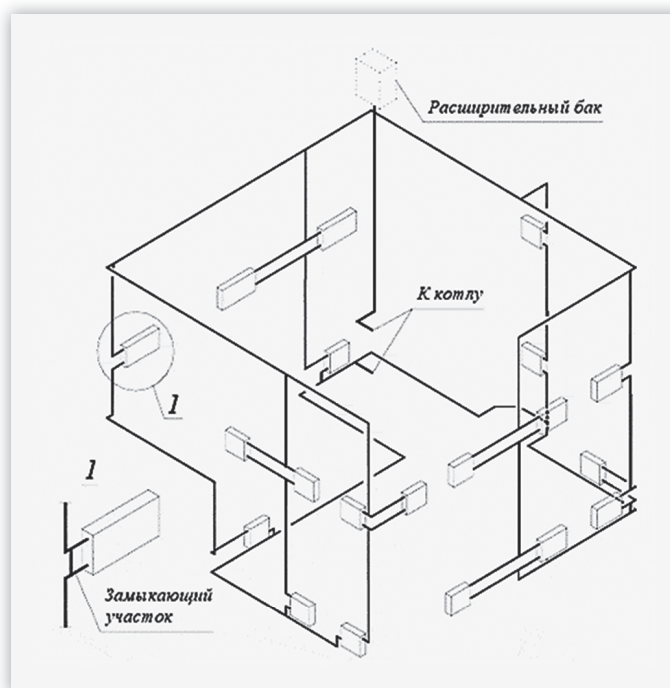 Расширительный бак
К котлу
1
1
Замыкающий
участок